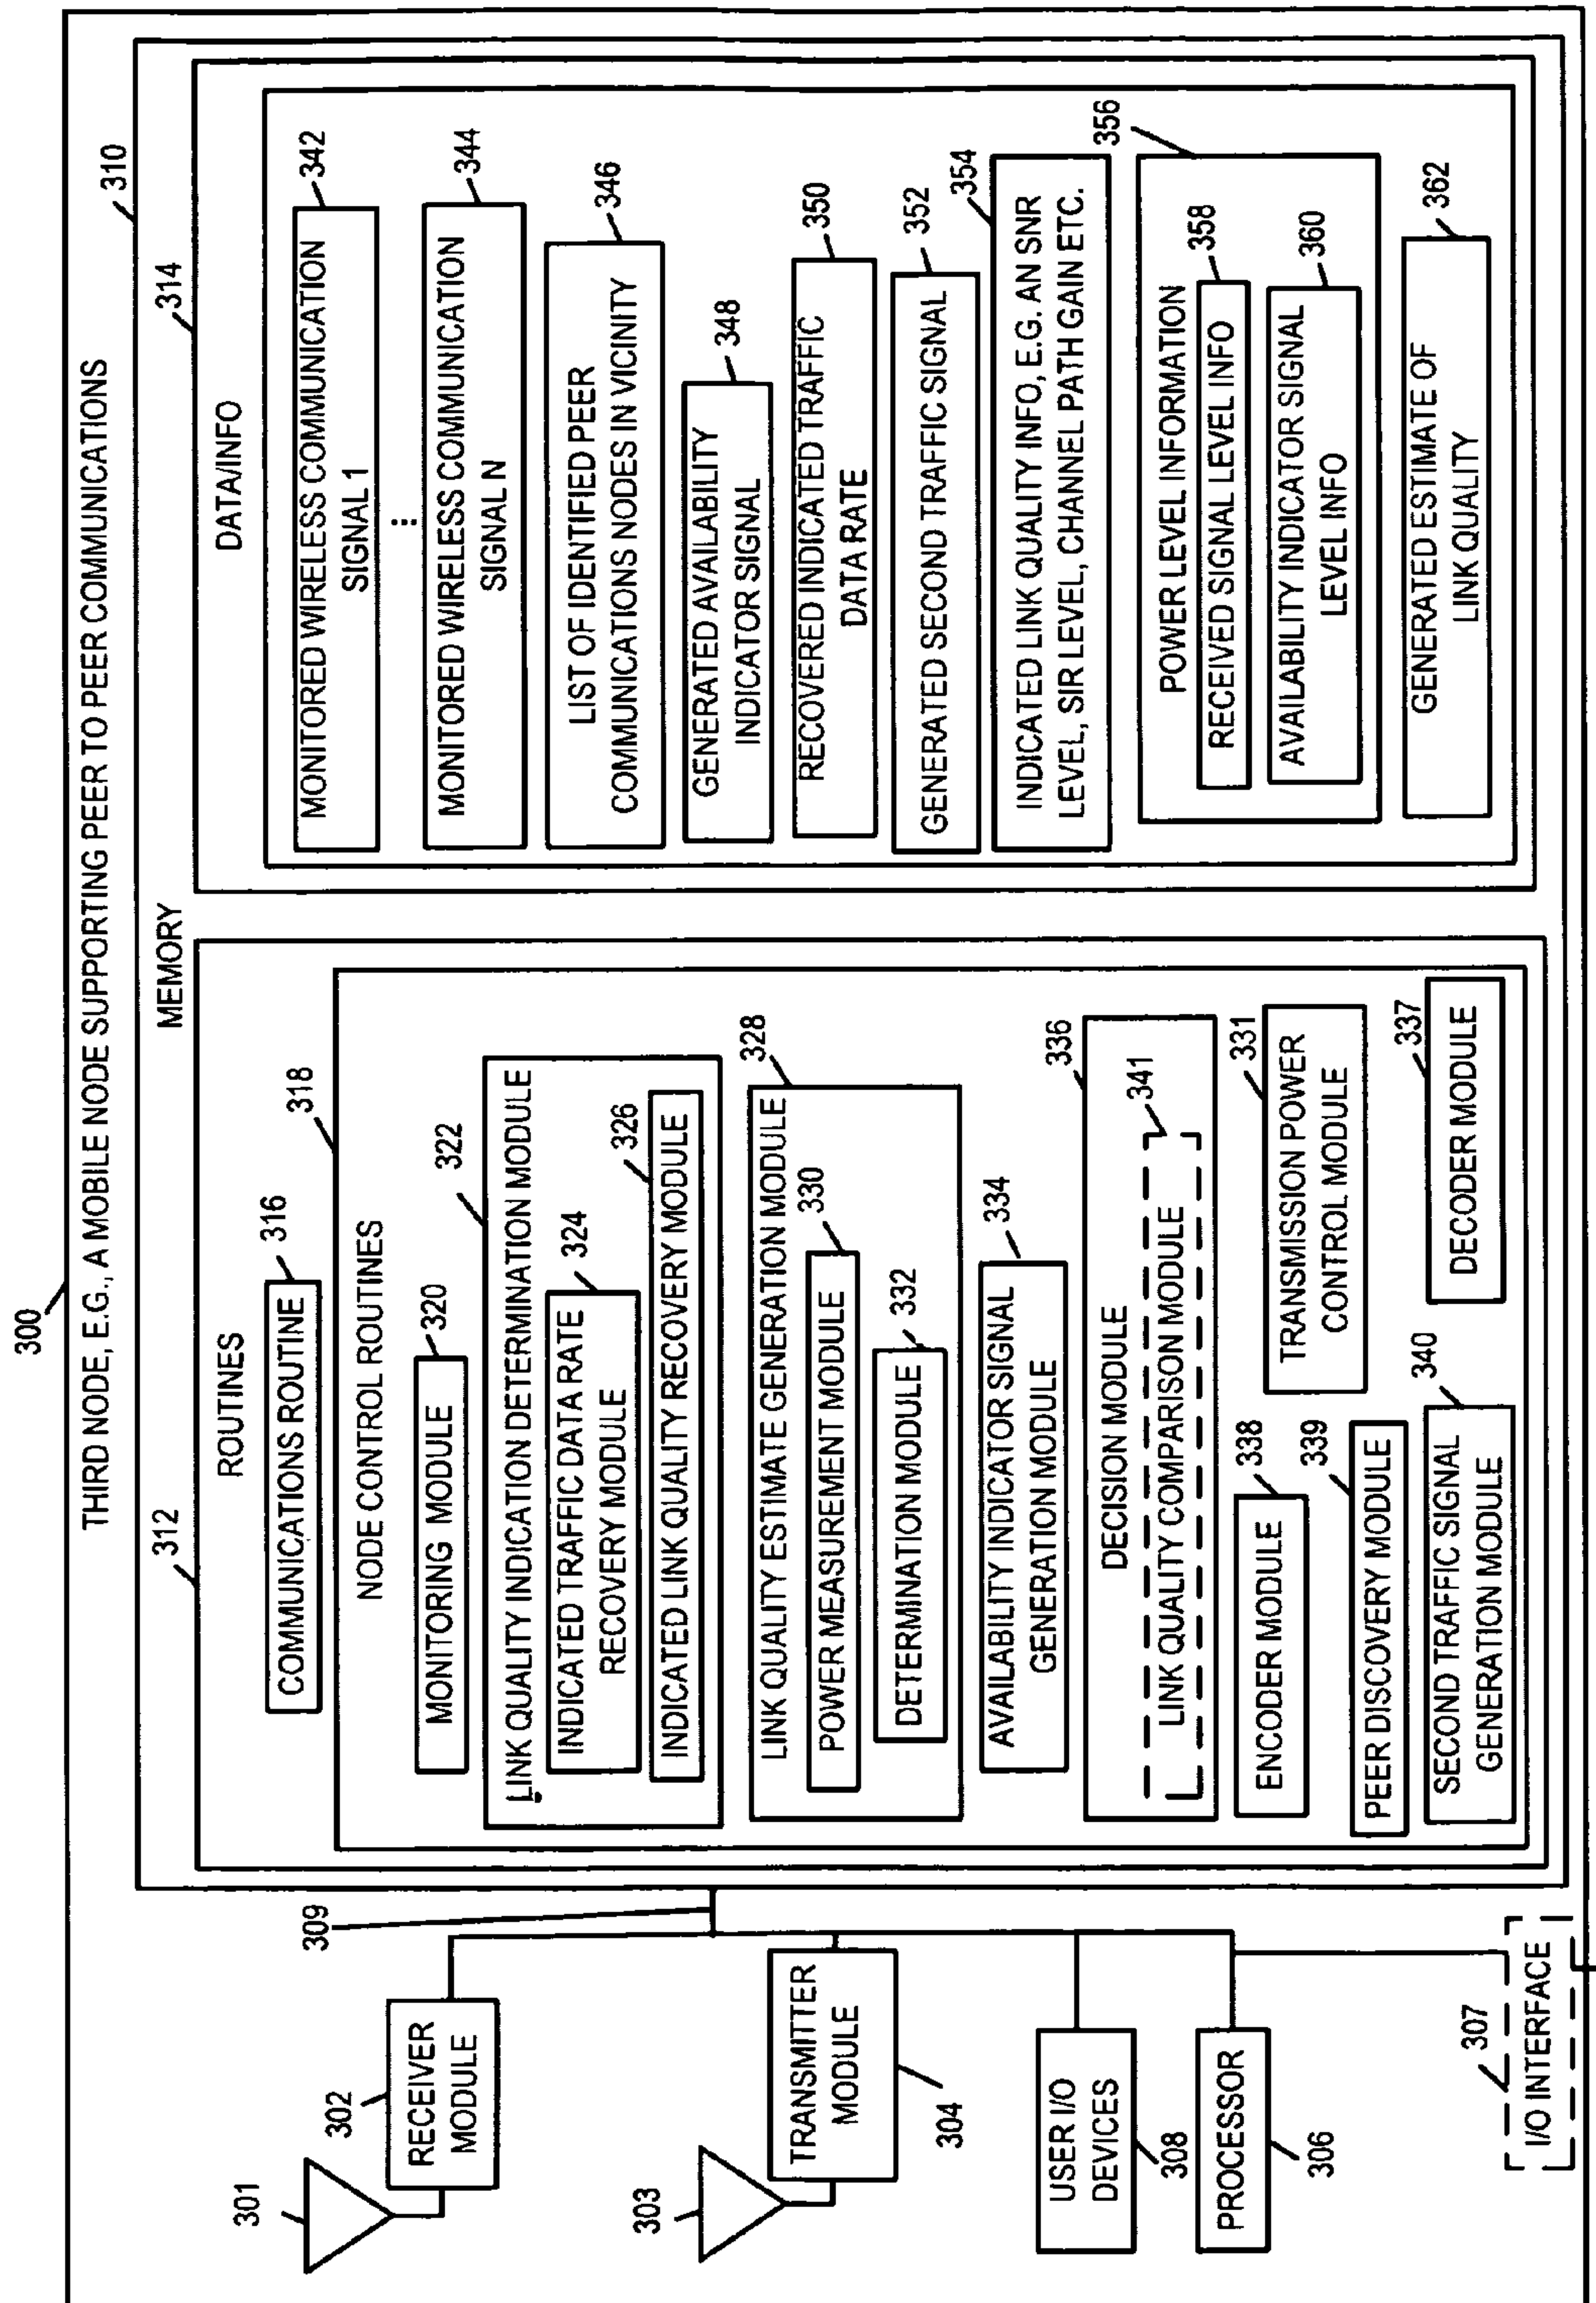 300
THIRD NODE, E.G., A MOBILE NODE SUPPORTING PEER TO PEER COMMUNICATIONS
310
MEMORY
301
302
RECEIVER
MODULE
303
TRANSMITTER
MODULE
304
USER I/O
DEVICES
308
PROCESSOR
306
307
I/O INTERFACE
309
312
ROUTINES
COMMUNICATIONS ROUTINE
316
318
NODE CONTROL ROUTINES
MONITORING MODULE
320
322
LINK QUALITY INDICATION DETERMINATION MODULE
INDICATED TRAFFIC DATA RATE
RECOVERY MODULE
324
326
INDICATED LINK QUALITY RECOVERY MODULE
328
LINK QUALITY ESTIMATE GENERATION MODULE
POWER MEASUREMENT MODULE
330
DETERMINATION MODULE
332
AVAILABILITY INDICATOR SIGNAL
GENERATION MODULE
334
336
DECISION MODULE
341
LINK QUALITY COMPARISON MODULE
ENCODER MODULE
338
331
TRANSMISSION POWER
CONTROL MODULE
PEER DISCOVERY MODULE
339
SECOND TRAFFIC SIGNAL
GENERATION MODULE
340
337
DECODER MODULE
314
DATA/INFO
MONITORED WIRELESS COMMUNICATION
SIGNAL 1
342
...
MONITORED WIRELESS COMMUNICATION
SIGNAL N
344
LIST OF IDENTIFIED PEER
COMMUNICATIONS NODES IN VICINITY
346
GENERATED AVAILABILITY
INDICATOR SIGNAL
348
RECOVERED INDICATED TRAFFIC
DATA RATE
350
GENERATED SECOND TRAFFIC SIGNAL
352
354
INDICATED LINK QUALITY INFO, E.G. AN SNR
LEVEL, SIR LEVEL, CHANNEL PATH GAIN ETC.
356
POWER LEVEL INFORMATION
RECEIVED SIGNAL LEVEL INFO
358
AVAILABILITY INDICATOR SIGNAL
LEVEL INFO
360
GENERATED ESTIMATE OF
LINK QUALITY
362